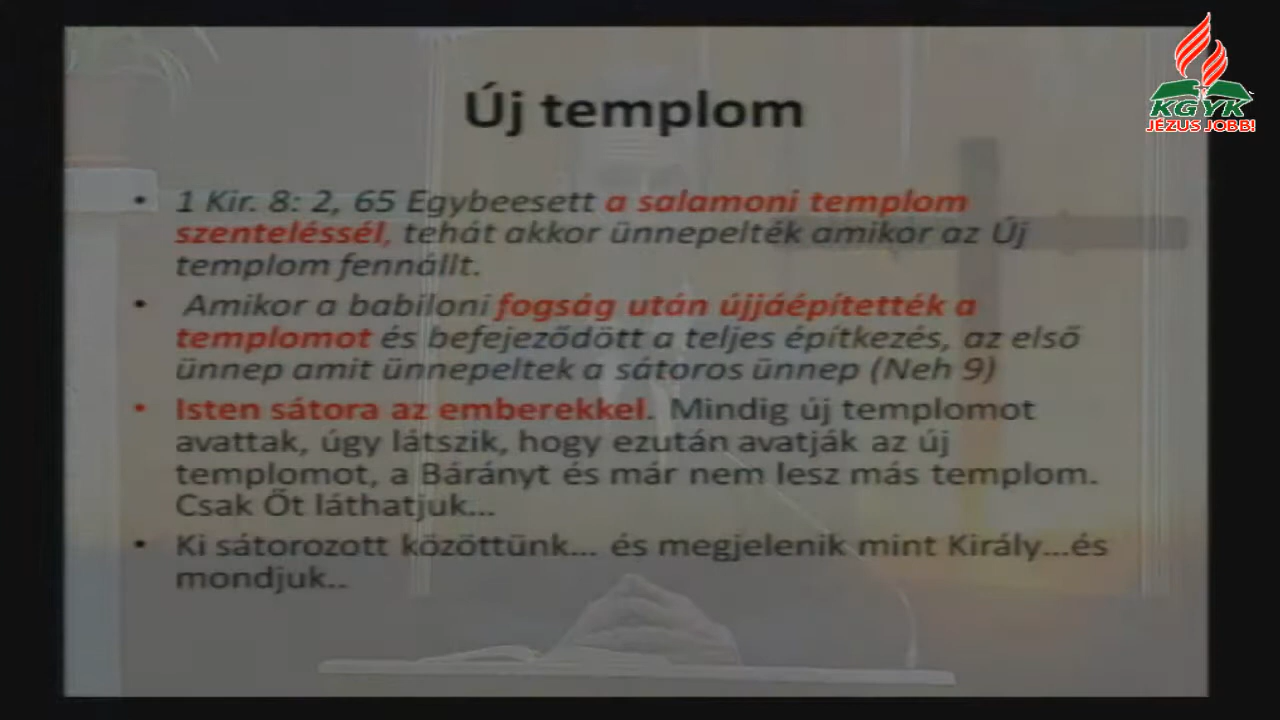 KGYK
JÉZUS JOBB!
Új templom
• 1 Kir. 8: 2, 65 Egybeesett a salamoni templom
szenteléssél, tehát akkor ünnepelték amikor az Új
templom fennállt.
• Amikor a babiloni fogság után újjáépítették a
templomot és befejeződött a teljes építkezés, az első
ünnep amit ünnepeltek a sátoros ünnep (Neh 9)
• Isten sátora az emberekkel. Mindig új templomot
avattak, úgy látszik, hogy ezután avatják az új
templomot, a Bárányt és már nem lesz más templom.
Csak Őt láthatjuk...
• Ki sátorozott közöttünk... és megjelenik mint Király...és
mondjuk..